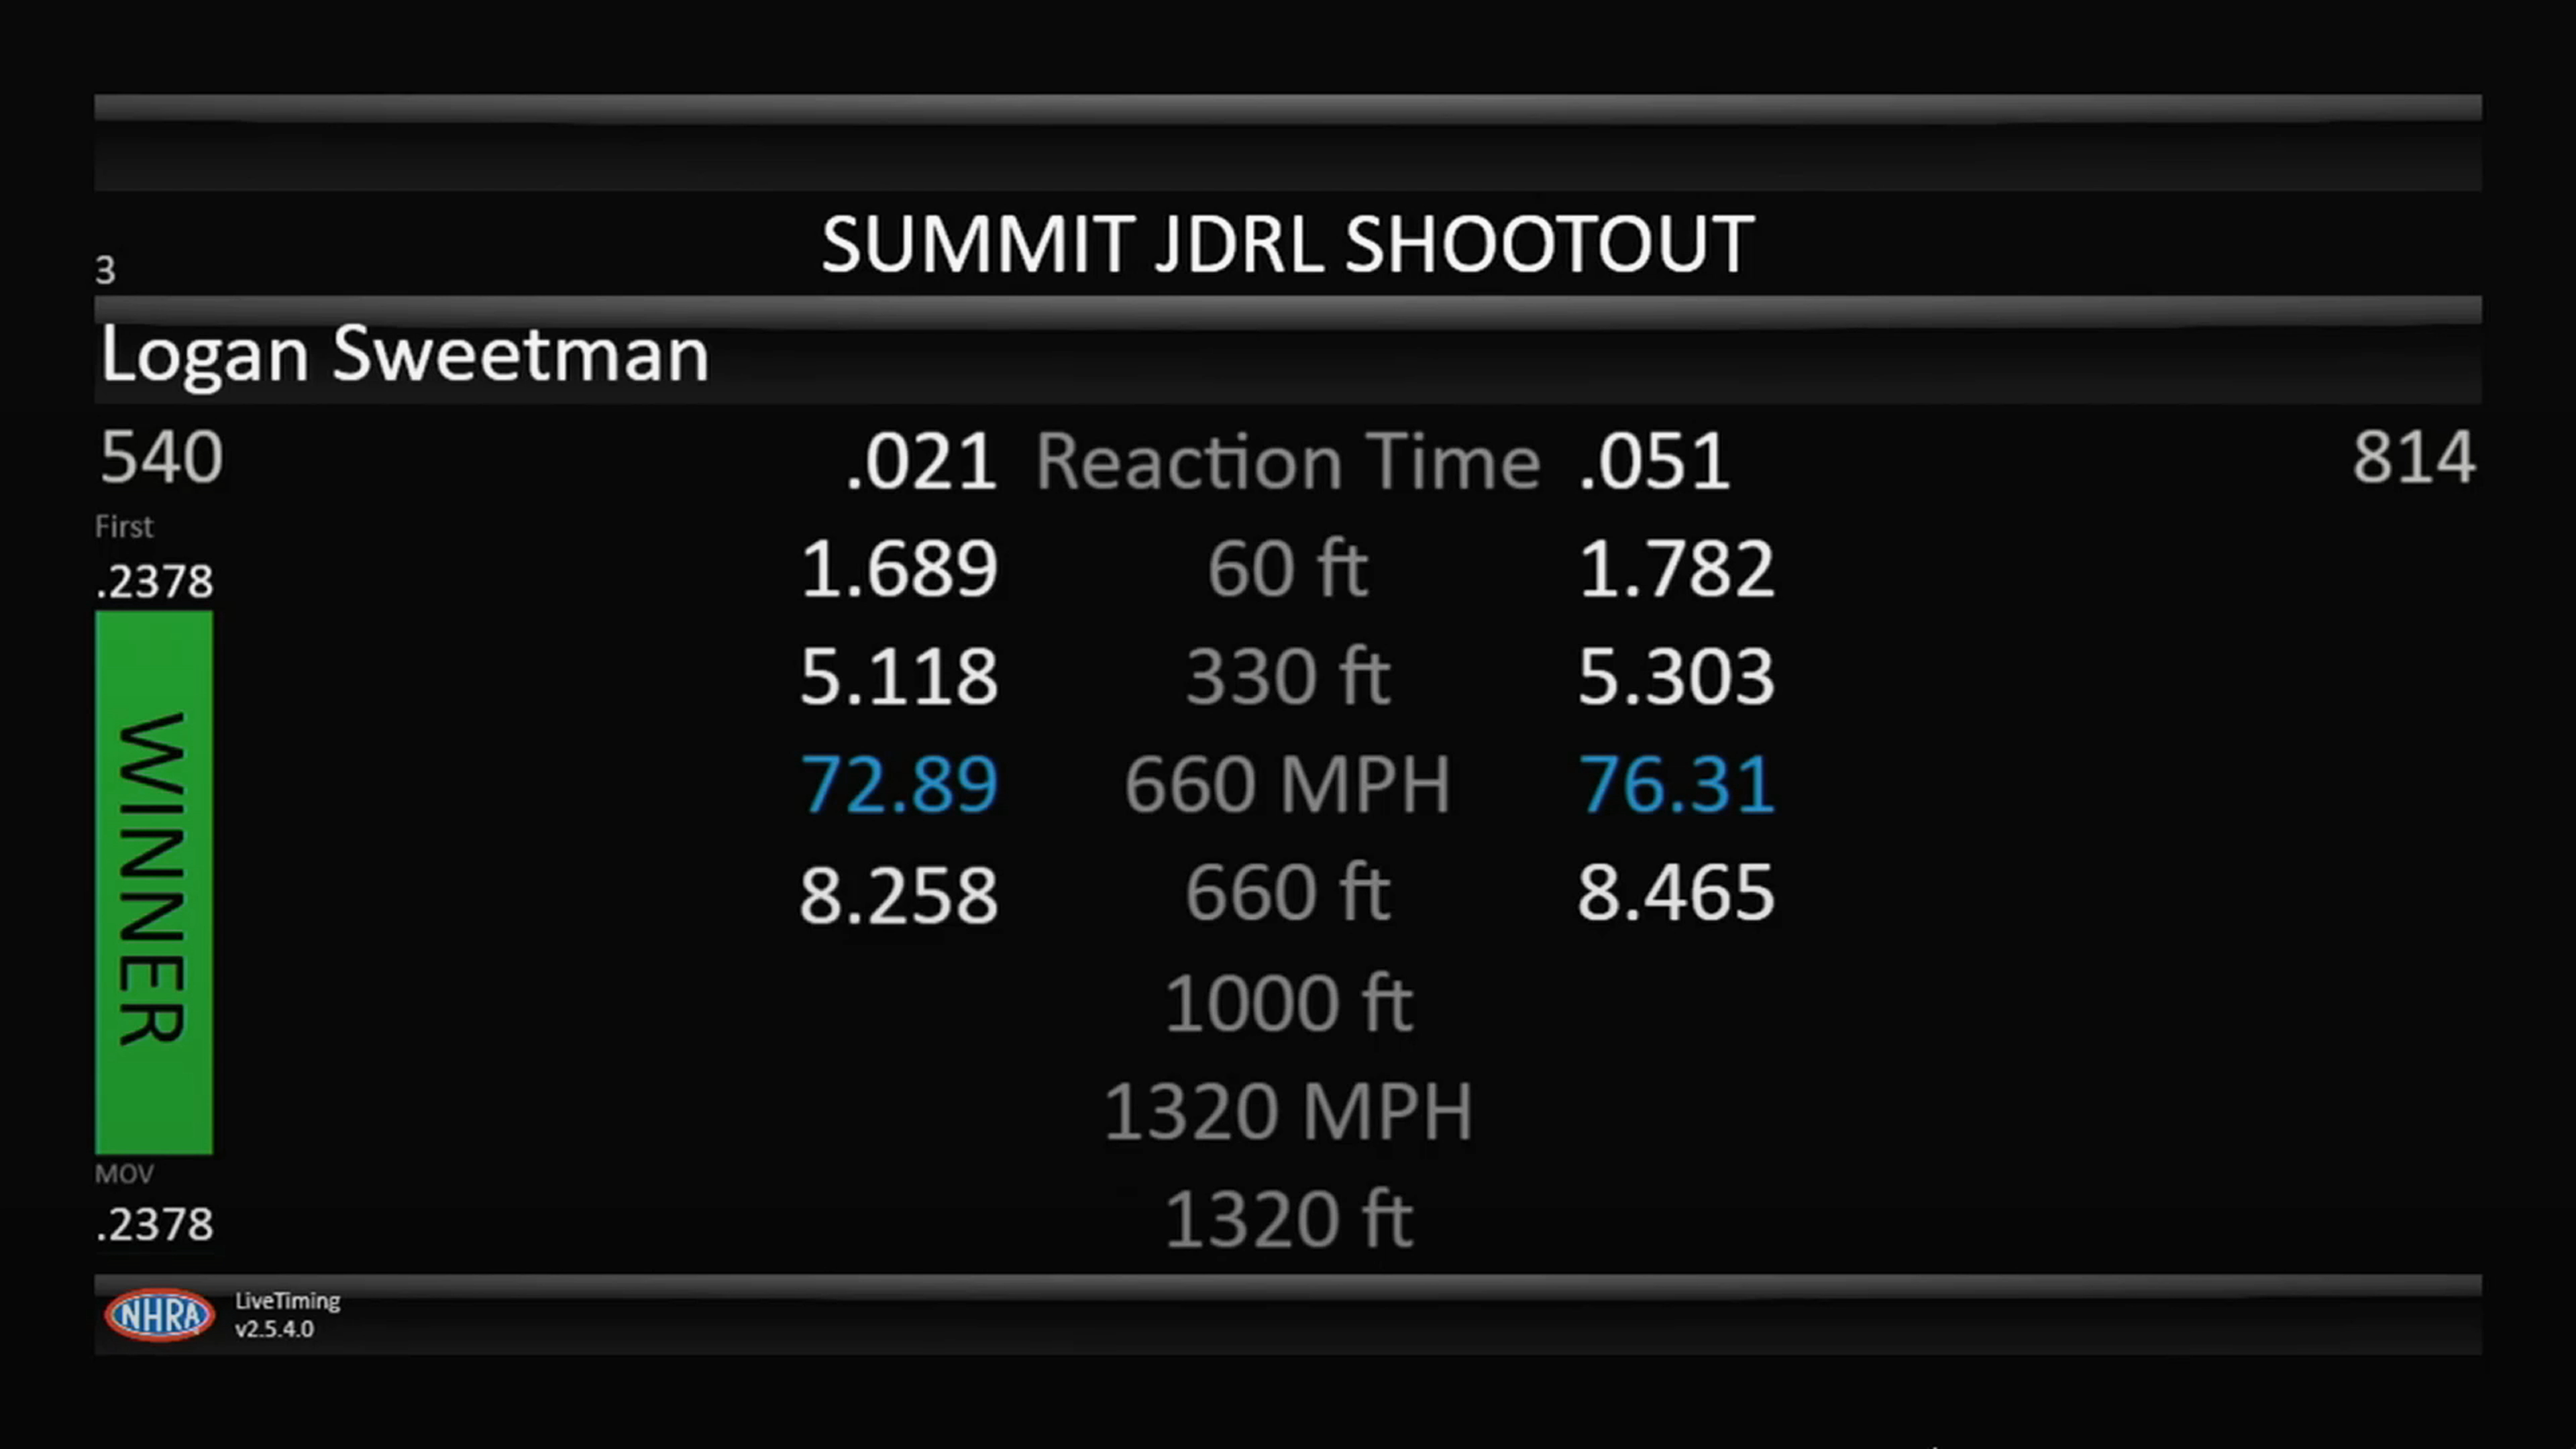 SUMMIT JDRL SHOOTOUT
3
Logan Sweetman
540 .021 Reaction Time .051 814
First
.2378
1.689 60 ft 1.782
5.118 330 ft 5.303
72.89 660 MPH 76.31
8.258 660 ft 8.465
WINNER
1000 ft
1320 MPH
MOV
.2378
1320 ft
NHRA
LiveTiming
v2.5.4.0